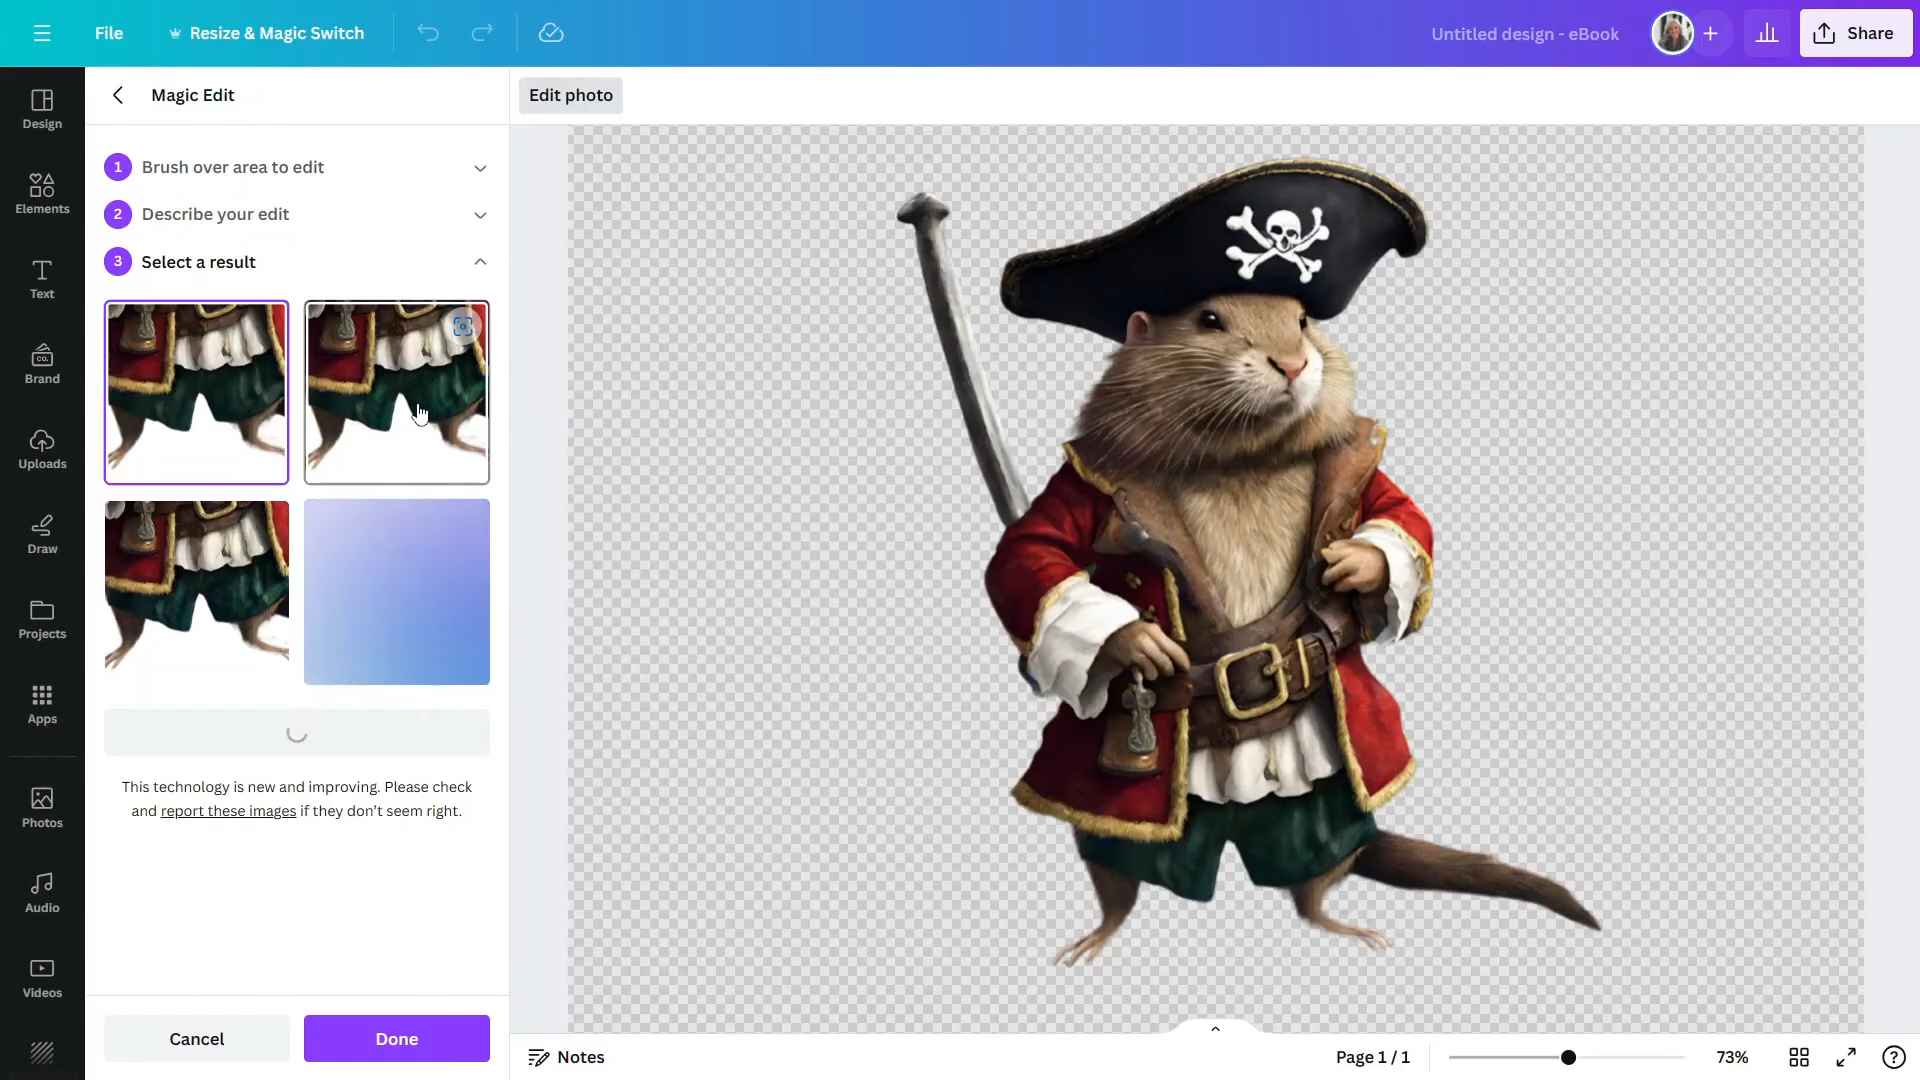 File
Resize & Magic Switch
Untitled design - eBook
Share
Design
Elements
Text
CO.
Brand
Uploads
Draw
Projects
Apps
Photos
Audio
Videos
Magic Edit
1 Brush over area to edit
2 Describe your edit
3 Select a result
This technology is new and improving. Please check
and report these images if they don't seem right.
Cancel
Done
Edit photo
Notes
Page 1 / 1
73%